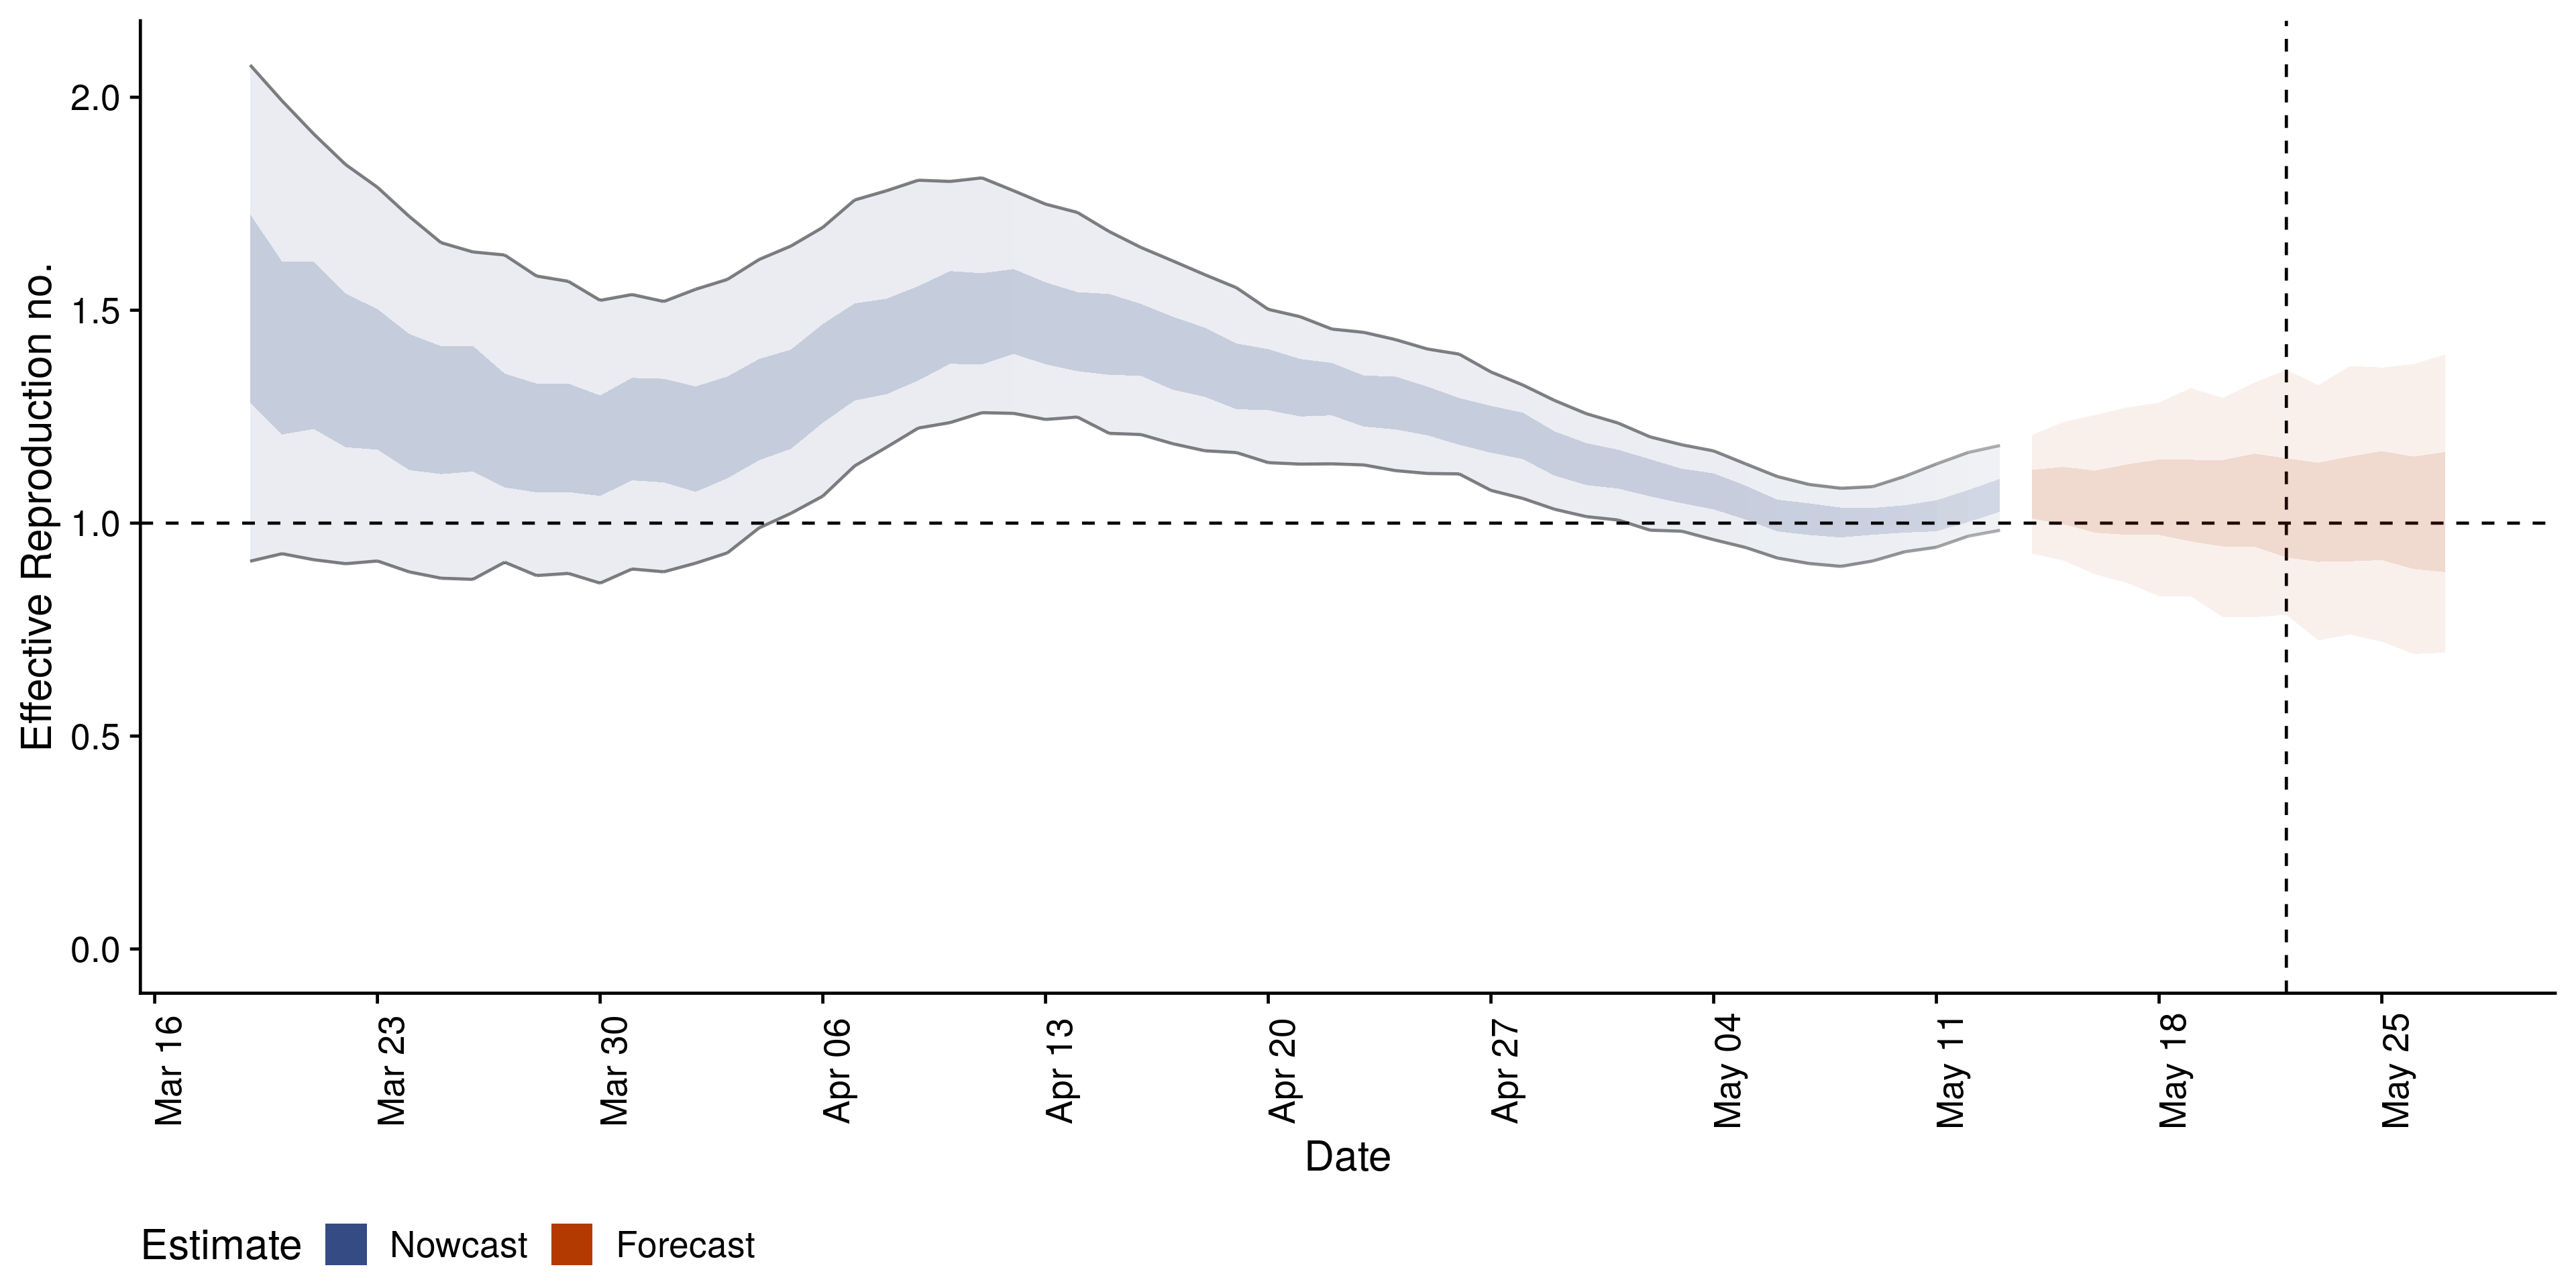 Effective Reproduction no.
2.0
1.5
1.0
0.5
0.0
Mar 16
Mar 23
Mar 30
Apr 06
Apr 13
Apr 20
Apr 27
May 04
May 11
May 18
May 25
Date
Estimate Nowcast Forecast